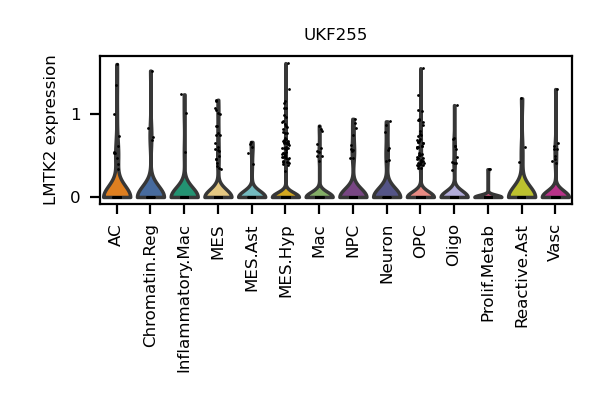 UKF255
LMTK2 expression
1
0
AC
Chromatin.Reg
Inflammatory.Mac
MES
MES.Ast
MES.Hyp
Mac
NPC
Neuron
OPC
Oligo
Prolif.Metab
Reactive.Ast
Vasc